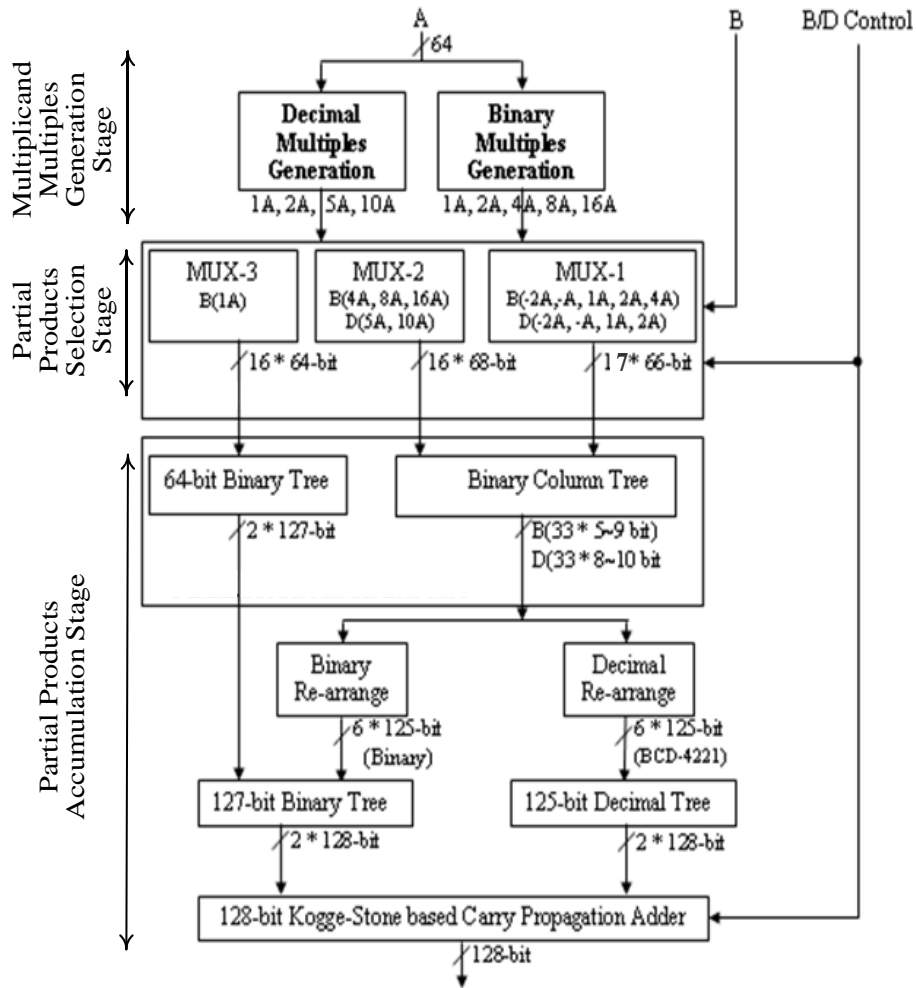 A
B
B/D Control
64
Multiplicand
Multiples
Generation
Stage
Decimal
Multiples
Generation
Binary
Multiples
Generation
1A, 2A, 5A, 10A
1A, 2A, 4A, 8A, 16A
Partial
Products
Selection
Stage
MUX-3
B(1A)
MUX-2
B(4A, 8A, 16A)
D(5A, 10A)
MUX-1
B(-2A,-A, 1A, 2A, 4A)
D(-2A, -A, 1A, 2A)
16 * 64-bit
16 * 68-bit
17* 66-bit
Partial Products
Accumulation Stage
64-bit Binary Tree
Binary Column Tree
2 * 127-bit
B(33 * 5~9 bit)
D(33 * 8~10 bit
Binary
Re-arrange
Decimal
Re-arrange
6 * 125-bit
(Binary)
6 * 125-bit
(BCD-4221)
127-bit Binary Tree
125-bit Decimal Tree
2 * 128-bit
2 * 128-bit
128-bit Kogge-Stone based Carry Propagation Adder
128-bit